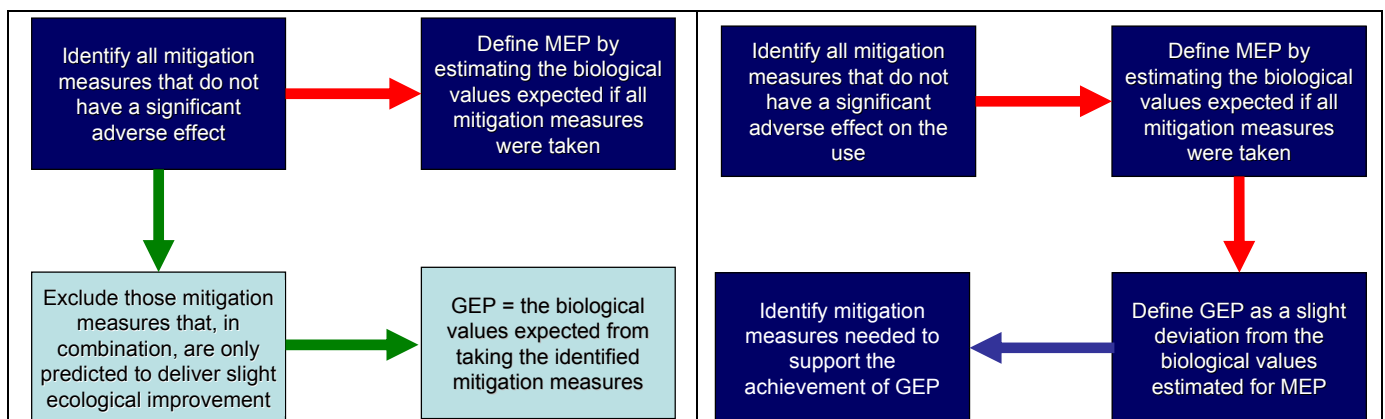 Identify all mitigation
measures that do not
have a significant
adverse effect
Define MEP by
estimating the biological
values expected if all
mitigation measures
were taken
Exclude those mitigation
measures that, in
combination, are only
predicted to deliver slight
ecological improvement
GEP = the biological
values expected from
taking the identified
mitigation measures
Identify all mitigation
measures that do not
have a significant
adverse effect on the
use
Define MEP by
estimating the biological
values expected if all
mitigation measures
were taken
Identify mitigation
measures needed to
support the
achievement of GEP
Define GEP as a slight
deviation from the
biological values
estimated for MEP